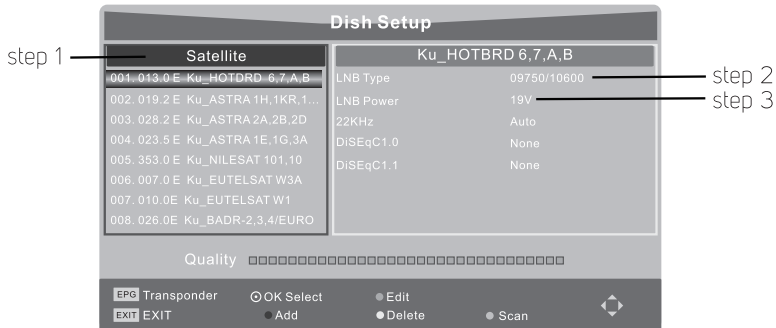 Dish Setup
step 1
Satellite
001. 013.0 E Ku_HOTDRD 6,7,A,B
002. 019.2 E Ku_ASTRA 1H,1KR,1...
003. 028.2 E Ku_ASTRA 2A,2B,2D
004. 023.5 E Ku_ASTRA 1E,1G,3A
005. 353.0 E Ku_NILESAT 101,10
006. 007.0 E Ku_EUTELSAT W3A
007. 010.0E Ku_EUTELSAT W1
008. 026.0E Ku_BADR-2,3,4/EURO
Ku_HOTBRD 6,7,A,B
LNB Type 09750/10600 step 2
LNB Power 19V step 3
22KHz Auto
DiSEqC1.0 None
DiSEqC1.1 None
Quality
EPG Transponder OK Select Edit
EXIT EXIT Add Delete Scan